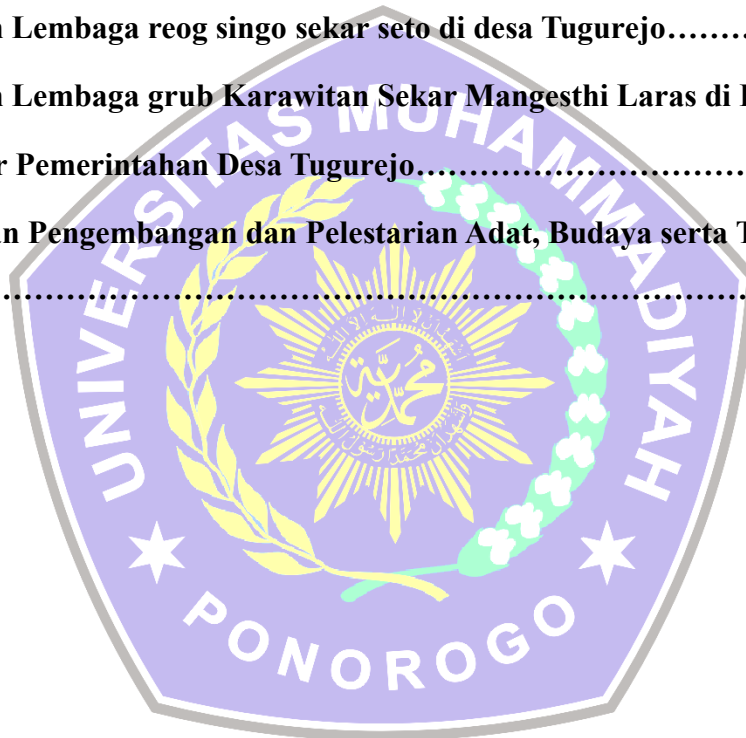 Lembaga reog singo sekar seto di desa Tugurejo………
Lembaga grub Karawitan Sekar Mangesthi Laras di
Pemerintahan Desa Tugurejo……………………………
Pengembangan dan Pelestarian Adat, Budaya serta
……………………………………………………………………
UNIVERSITAS MUHAMMADIYAH
محمدية
PONOROGO